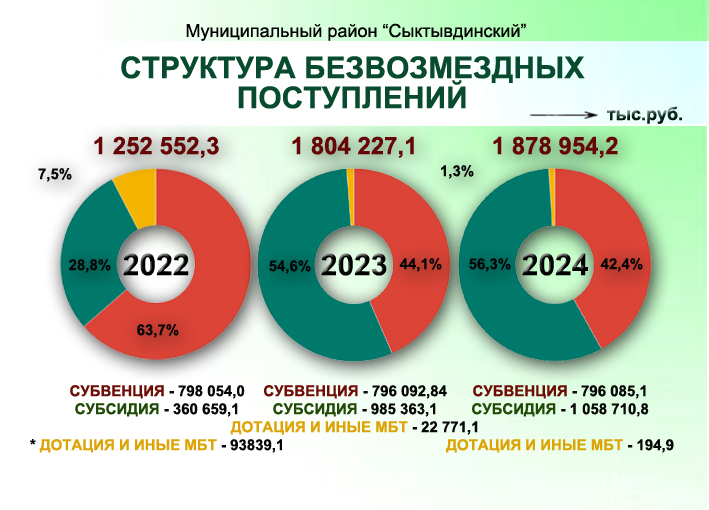 Муниципальный район “Сыктывдинский”
СТРУКТУРА БЕЗВОЗМЕЗДНЫХ
ПОСТУПЛЕНИЙ
тыс.руб.
1 252 552,3
1 804 227,1
1 878 954,2
7,5%
28,8%
2022
63,7%
54,6%
2023
44,1%
1,3%
56,3%
2024
42,4%
СУБВЕНЦИЯ - 798 054,0
СУБСИДИЯ - 360 659,1
* ДОТАЦИЯ И ИНЫЕ МБТ - 93839,1
СУБВЕНЦИЯ - 796 092,84
СУБСИДИЯ - 985 363,1
ДОТАЦИЯ И ИНЫЕ МБТ - 22 771,1
СУБВЕНЦИЯ - 796 085,1
СУБСИДИЯ - 1 058 710,8
ДОТАЦИЯ И ИНЫЕ МБТ - 194,9